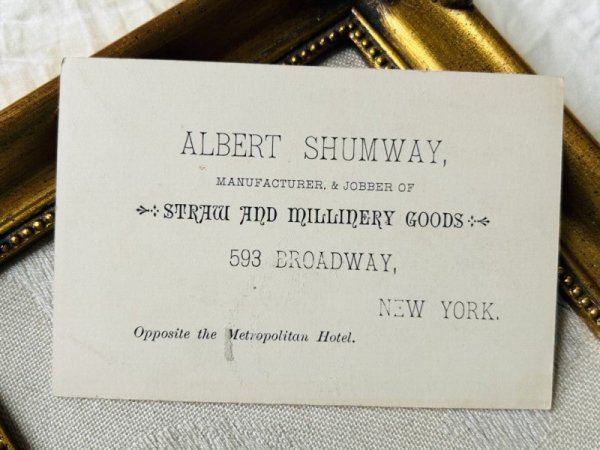 ALBERT SHUMWAY,
MANUFACTURER, & JOBBER OF
STRAW AND MILLINERY GOODS
593 BROADWAY,
NEW YORK.
Opposite the Metropolitan Hotel.